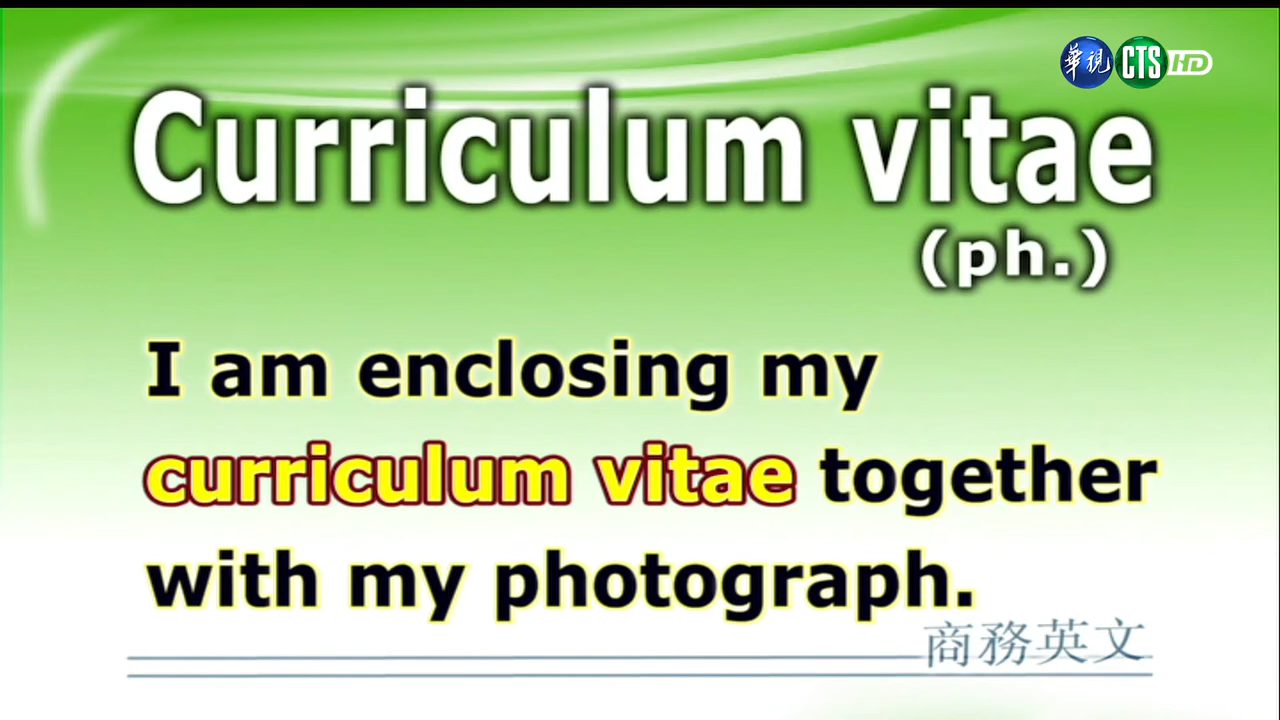 華視 CTS HD
Curriculum vitae
(ph.)
I am enclosing my
curriculum vitae together
with my photograph.
商務英文